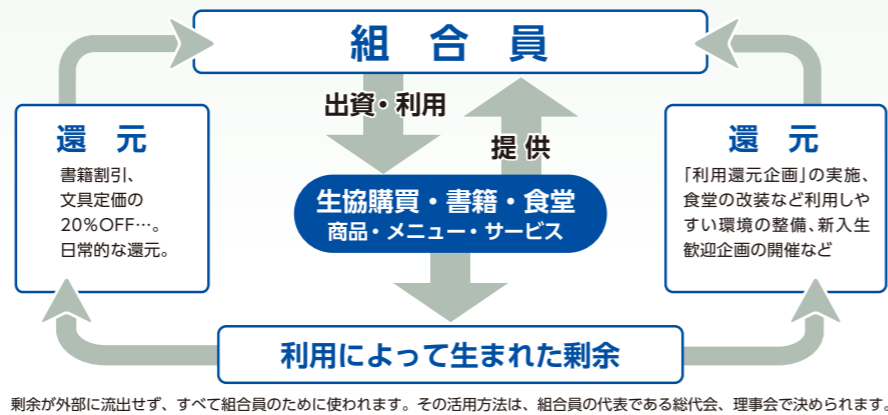 組合員
出資・利用
提供
還元
書籍割引、
文具定価の
20%OFF…。
日常的な還元。
生協購買・書籍・食堂
商品・メニュー・サービス
還元
「利用還元企画」の実施、
食堂の改装など利用しや
すい環境の整備、新入生
歓迎企画の開催など
利用によって生まれた剰余
剰余が外部に流出せず、すべて組合員のために使われます。その活用方法は、組合員の代表である総代会、理事会で決められます。